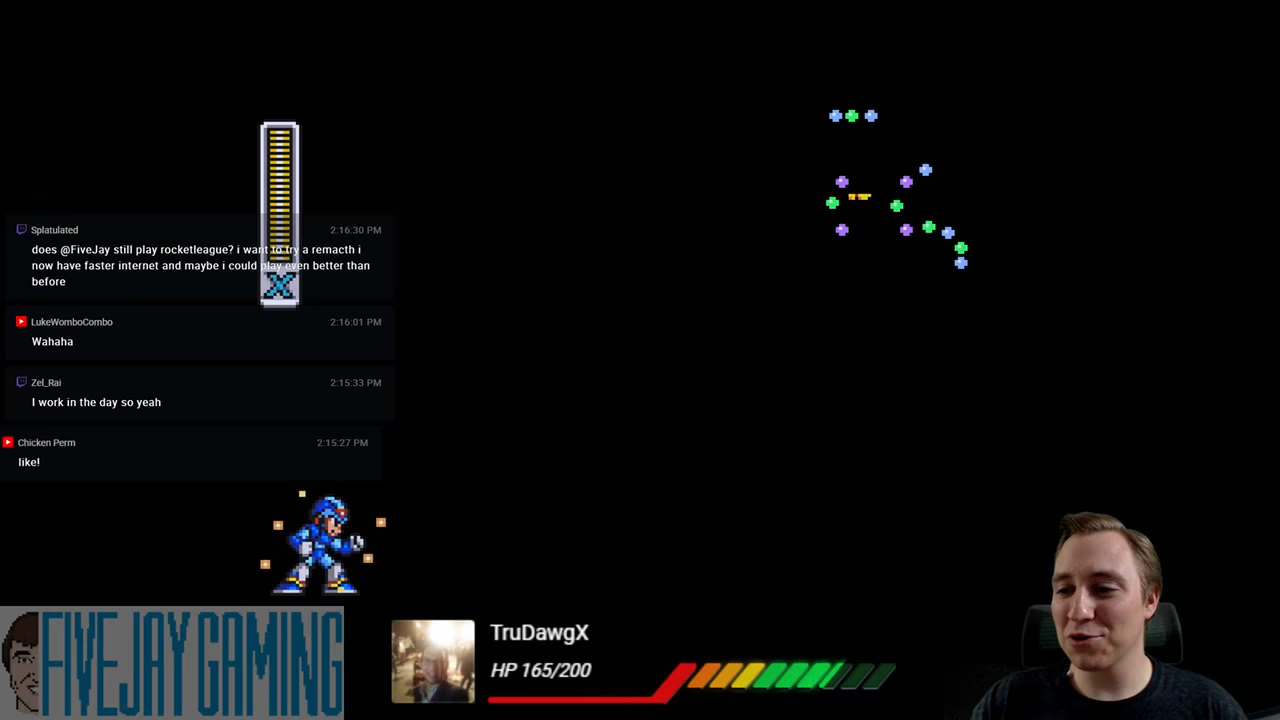 Splatulated 2:16:30 PM
does @FiveJay still play rocketleague? i want to try a remacth i
now have faster internet and maybe i could play even better than
before
X
LukeWomboCombo 2:16:01 PM
Wahaha
Zel_Rai 2:15:33 PM
I work in the day so yeah
Chicken Perm 2:15:27 PM
like!
FIVEJAY GAMING
TruDawgX
HP 165/200